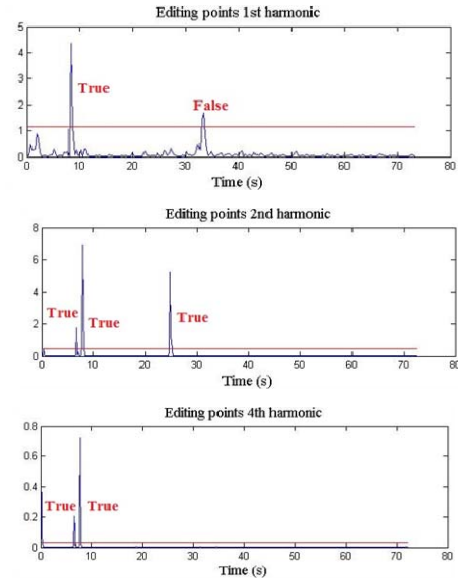 Editing points 1st harmonic
5
4
3
2
1
0
True
False
0 10 20 30 40 50 60 70 80
Time (s)
Editing points 2nd harmonic
8
6
4
2
0
True True True
0 10 20 30 40 50 60 70 80
Time (s)
Editing points 4th harmonic
0.8
0.6
0.4
0.2
0
True True
0 10 20 30 40 50 60 70 80
Time (s)